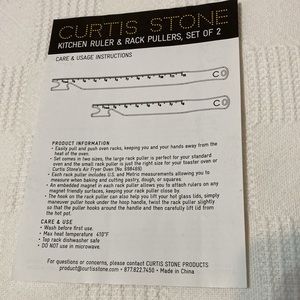 CURTIS STONE
KITCHEN RULER & RACK PULLERS, SET OF 2
CARE & USAGE INSTRUCTIONS
PRODUCT INFORMATION
• Easily pull and push oven racks, keeping you and your hands away from the
heat of the oven.
• Set comes in two sizes, the large rack puller is perfect for your standard
oven and the small rack puller is just the right size for your toaster oven or
Curtis Stone's Air Fryer Oven (No. 698486)
• Each rack puller includes U.S. and Metric measurements allowing you to
measure when baking and cutting pastry, dough, or squares.
• An embedded magnet in each rack puller allows you to attach rulers on any
magnet friendly surfaces, keeping your rack puller close by.
• The hook on the rack puller can also help you lift your hot glass lids, simply
maneuver puller hook under the hoop handle, twist the rack puller slightly
so that the puller hooks around the handle and then carefully lift lid from
the hot pot.
CARE & USE
• Wash before first use.
• Max heat temperature 410°F
• Top rack dishwasher safe
• DO NOT use in microwave.
For questions or concerns, please contact CURTIS STONE PRODUCTS
product@curtisstone.com • 877.822.7450 • Made in China